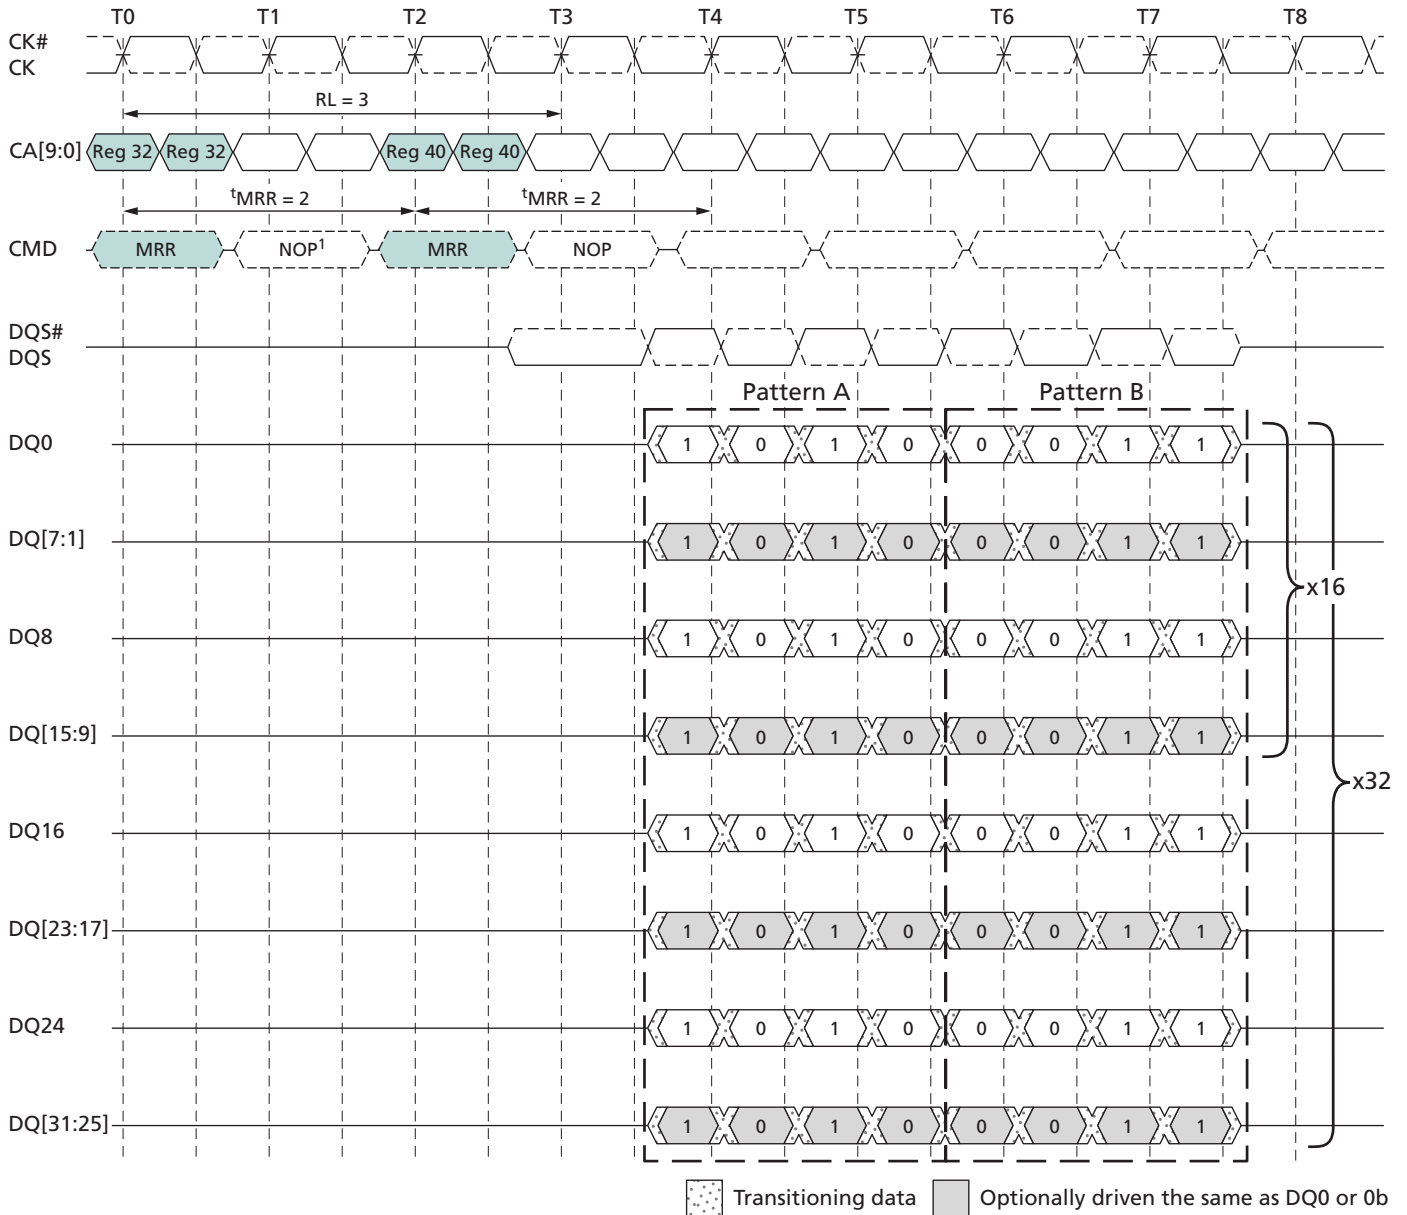 T0 T1 T2 T3 T4 T5 T6 T7 T8
CK#
CK
RL = 3
CA[9:0] Reg 32 Reg 32 Reg 40 Reg 40
tMRR = 2 tMRR = 2
CMD MRR NOP1 MRR NOP
DQS#
DQS
Pattern A Pattern B
DQ0 1 0 1 0 0 0 1 1
DQ[7:1] 1 0 1 0 0 0 1 1
x16
DQ8 1 0 1 0 0 0 1 1
DQ[15:9] 1 0 1 0 0 0 1 1
x32
DQ16 1 0 1 0 0 0 1 1
DQ[23:17] 1 0 1 0 0 0 1 1
DQ24 1 0 1 0 0 0 1 1
DQ[31:25] 1 0 1 0 0 0 1 1
Transitioning data Optionally driven the same as DQ0 or 0b